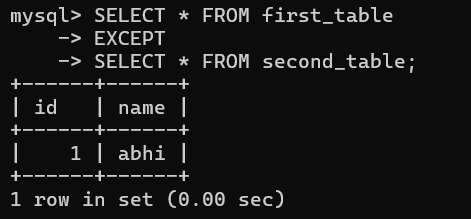 mysql> SELECT * FROM first_table
    -> EXCEPT
    -> SELECT * FROM second_table;
+------+------+
| id   | name |
+------+------+
|    1 | abhi |
+------+------+
1 row in set (0.00 sec)